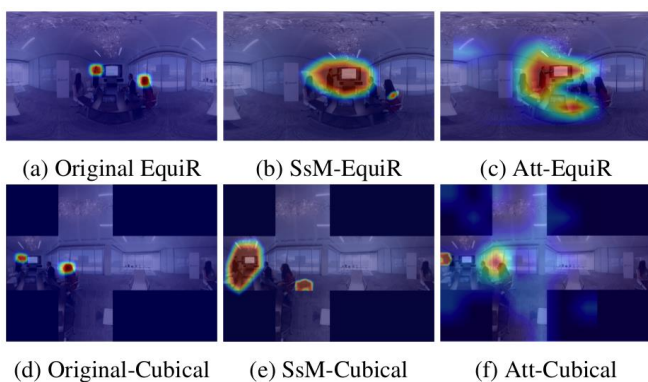 (a) Original EquiR (b) SsM-EquiR (c) Att-EquiR
(d) Original-Cubical (e) SsM-Cubical (f) Att-Cubical